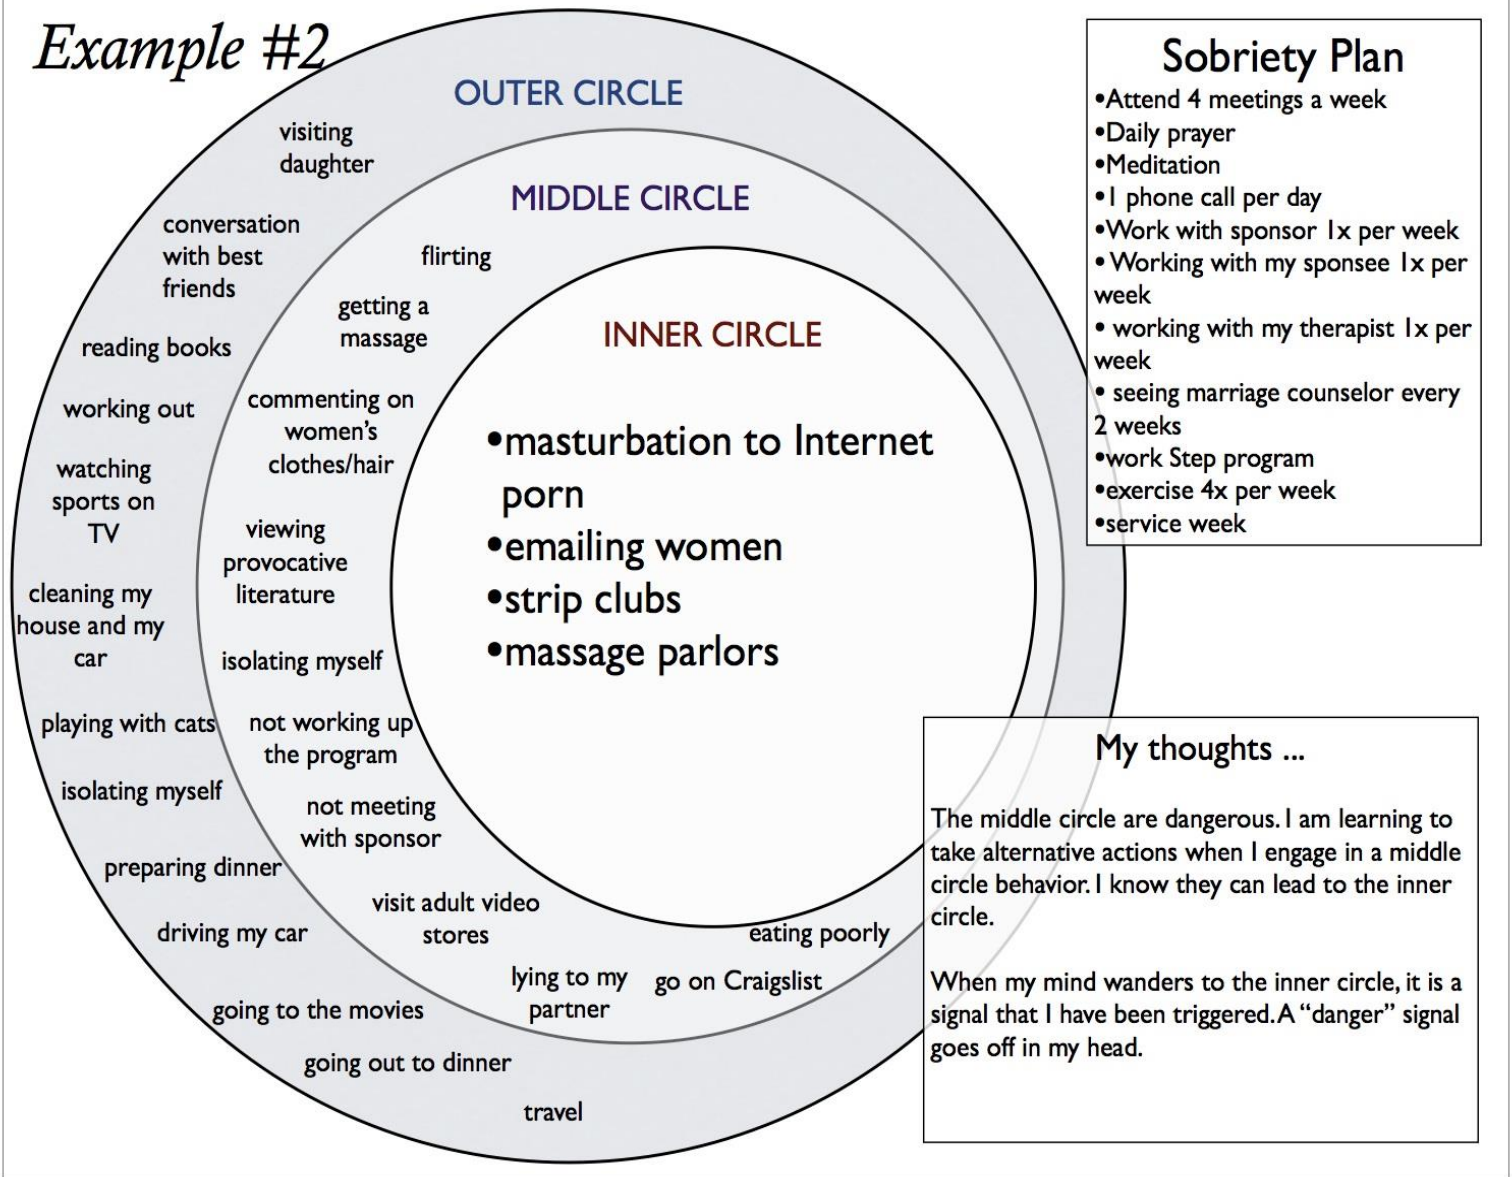 Example #2
OUTER CIRCLE
visiting
daughter
conversation
with best
friends
reading books
working out
watching
sports on
TV
cleaning my
house and my
car
playing with cats
isolating myself
preparing dinner
driving my car
going to the movies
going out to dinner
travel
MIDDLE CIRCLE
flirting
getting a
massage
commenting on
women's
clothes/hair
viewing
provocative
literature
isolating myself
not working up
the program
not meeting
with sponsor
visit adult video
stores
lying to my
partner
go on Craigslist
eating poorly
INNER CIRCLE
•masturbation to Internet
porn
•emailing women
•strip clubs
•massage parlors
Sobriety Plan
•Attend 4 meetings a week
•Daily prayer
•Meditation
•1 phone call per day
•Work with sponsor 1x per week
• Working with my sponsee 1x per
week
• working with my therapist 1x per
week
• seeing marriage counselor every
2 weeks
•work Step program
•exercise 4x per week
•service week
My thoughts ...
The middle circle are dangerous. I am learning to
take alternative actions when I engage in a middle
circle behavior. I know they can lead to the inner
circle.
When my mind wanders to the inner circle, it is a
signal that I have been triggered. A “danger” signal
goes off in my head.